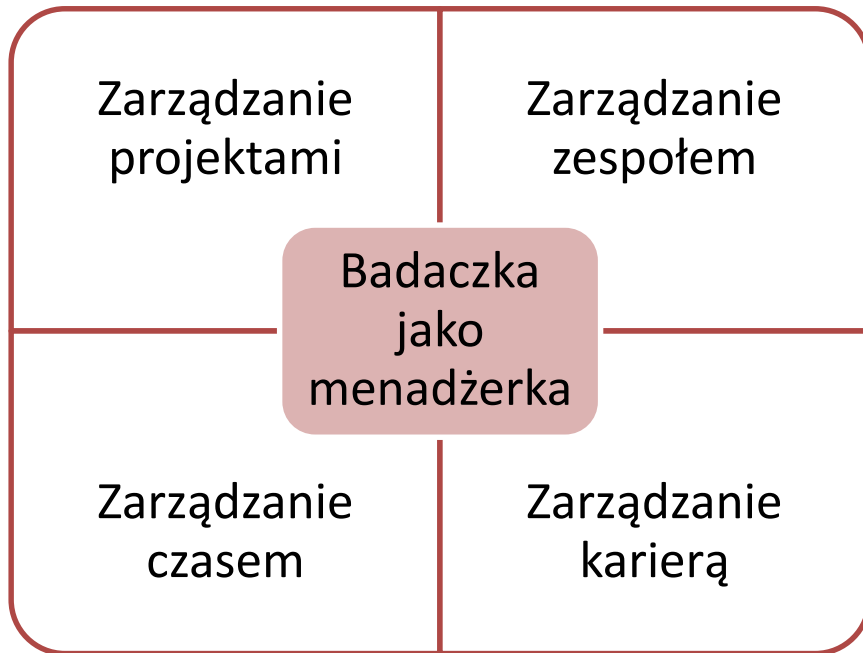 Zarządzanie
projektami
Zarządzanie
zespołem
Badaczka
jako
menadżerka
Zarządzanie
czasem
Zarządzanie
karierą